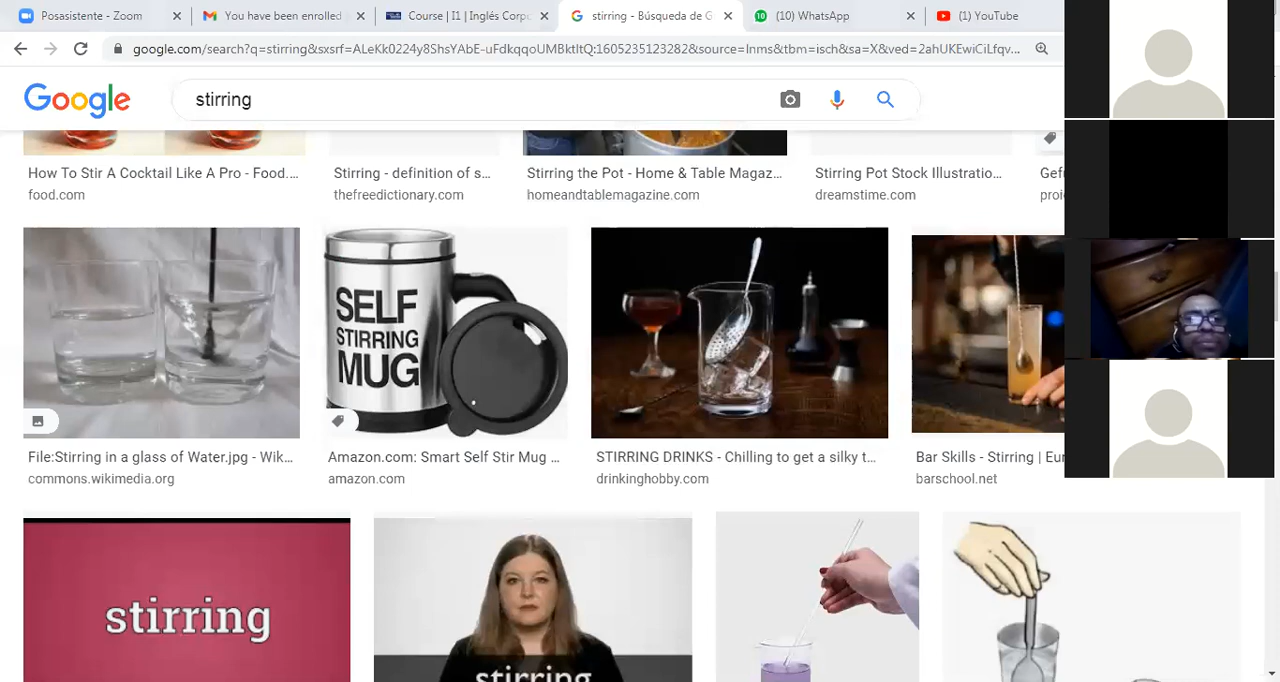 Posasistente - Zoom
You have been enrolled
Course | I1 | Inglés Corpo
stirring - Búsqueda de G
(10) WhatsApp
(1) YouTube
google.com/search?q=stirring&sxsrf=ALeKk0224y8ShsYAbE-uFdkqqoUMBktltQ:1605235123282&source=lnms&tbm=isch&sa=X&ved=2ahUKEwiCiLfqv...
Google
stirring
How To Stir A Cocktail Like A Pro - Food....
Stirring - definition of s...
Stirring the Pot - Home & Table Magaz...
Stirring Pot Stock Illustratio...
food.com
thefreedictionary.com
homeandtablemagazine.com
dreamstime.com
SELF
STIRRING
MUG
File:Stirring in a glass of Water.jpg - Wik...
Amazon.com: Smart Self Stir Mug ...
STIRRING DRINKS - Chilling to get a silky t...
Bar Skills - Stirring | Eur
commons.wikimedia.org
amazon.com
drinkinghobby.com
barschool.net
stirring
stirring